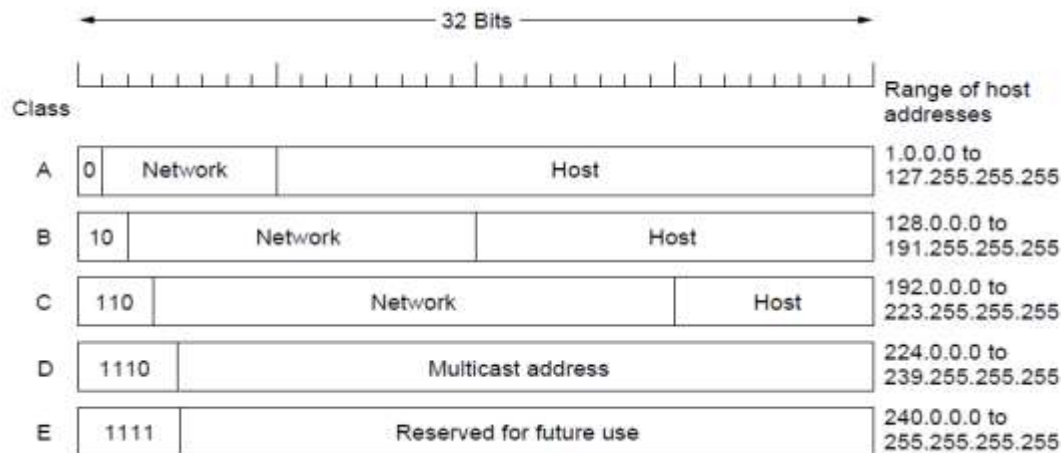 32 Bits
Class
Range of host
addresses
A
0
Network
Host
1.0.0.0 to
127.255.255.255
B
10
Network
Host
128.0.0.0 to
191.255.255.255
C
110
Network
Host
192.0.0.0 to
223.255.255.255
D
1110
Multicast address
224.0.0.0 to
239.255.255.255
E
1111
Reserved for future use
240.0.0.0 to
255.255.255.255